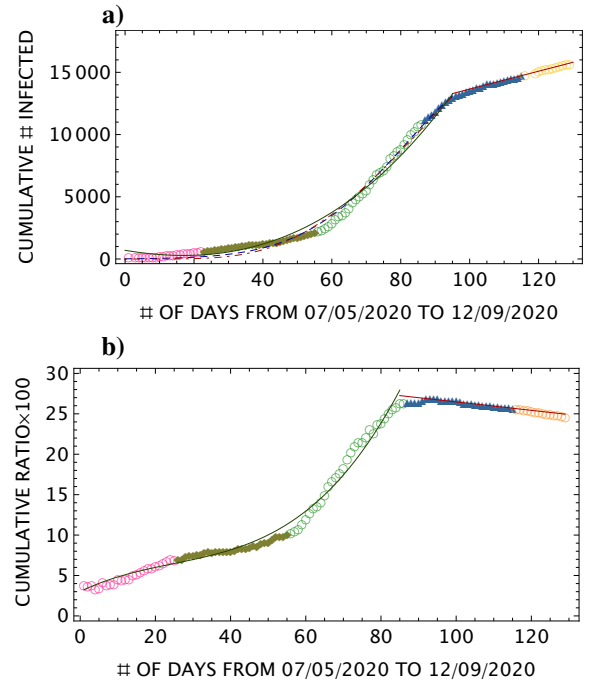 a)
CUMULATIVE # INFECTED
15 000
10 000
5000
0
0 20 40 60 80 100 120
# OF DAYS FROM 07/05/2020 TO 12/09/2020
b)
CUMULATIVE RATIO×100
30
25
20
15
10
5
0
0 20 40 60 80 100 120
# OF DAYS FROM 07/05/2020 TO 12/09/2020